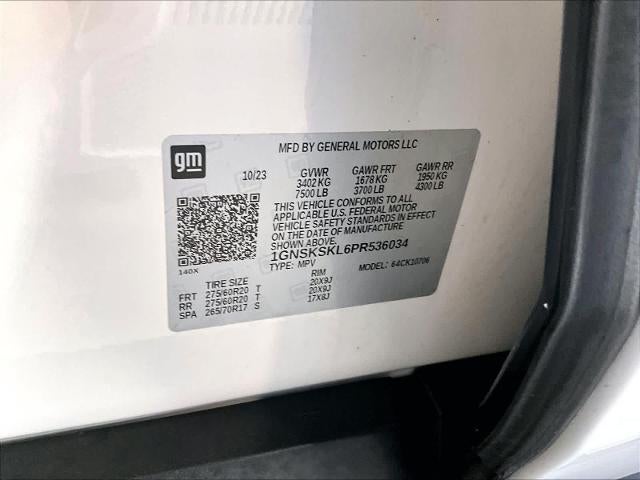 MFD BY GENERAL MOTORS LLC
gm
10/23 GVWR GAWR FRT GAWR RR
3402 KG 1678 KG 1950 KG
7500 LB 3700 LB 4300 LB
THIS VEHICLE CONFORMS TO ALL
APPLICABLE U.S. FEDERAL MOTOR
VEHICLE SAFETY STANDARDS IN EFFECT
ON THE DATE OF MANUFACTURE
SHOWN ABOVE.
1GNSKSKL6PR536034
TYPE: MPV MODEL: 64CK10706
140X
TIRE SIZE RIM
FRT 275/60R20 T 20X9J
RR 275/60R20 T 20X9J
SPA 265/70R17 S 17X8J